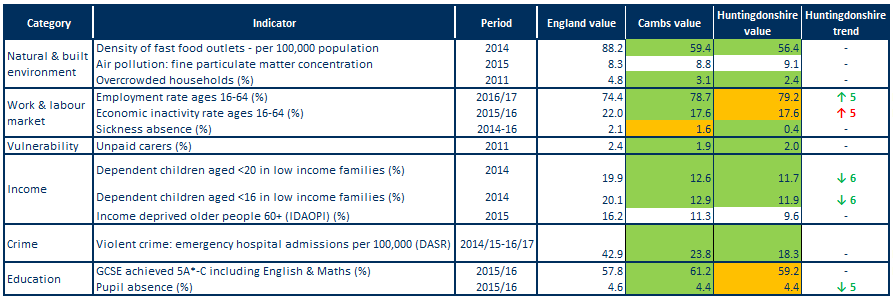 Category Indicator Period England value Cambs value Huntingdonshire value Huntingdonshire trend
Natural & built environment
Density of fast food outlets - per 100,000 population 2014 88.2 59.4 56.4 -
Air pollution: fine particulate matter concentration 2015 8.3 8.8 9.1 -
Overcrowded households (%) 2011 4.8 3.1 2.4 -
Work & labour market
Employment rate ages 16-64 (%) 2016/17 74.4 78.7 79.2 ↑ 5
Economic inactivity rate ages 16-64 (%) 2015/16 22.0 17.6 17.6 ↑ 5
Sickness absence (%) 2014-16 2.1 1.6 0.4 -
Vulnerability Unpaid carers (%) 2011 2.4 1.9 2.0 -
Income
Dependent children aged <20 in low income families (%) 2014 19.9 12.6 11.7 ↓ 6
Dependent children aged <16 in low income families (%) 2014 20.1 12.9 11.9 ↓ 6
Income deprived older people 60+ (IDAOPI) (%) 2015 16.2 11.3 9.6 -
Crime Violent crime: emergency hospital admissions per 100,000 (DASR) 2014/15-16/17 42.9 23.8 18.3 -
Education
GCSE achieved 5A*-C including English & Maths (%) 2015/16 57.8 61.2 59.2 -
Pupil absence (%) 2015/16 4.6 4.4 4.4 ↓ 5